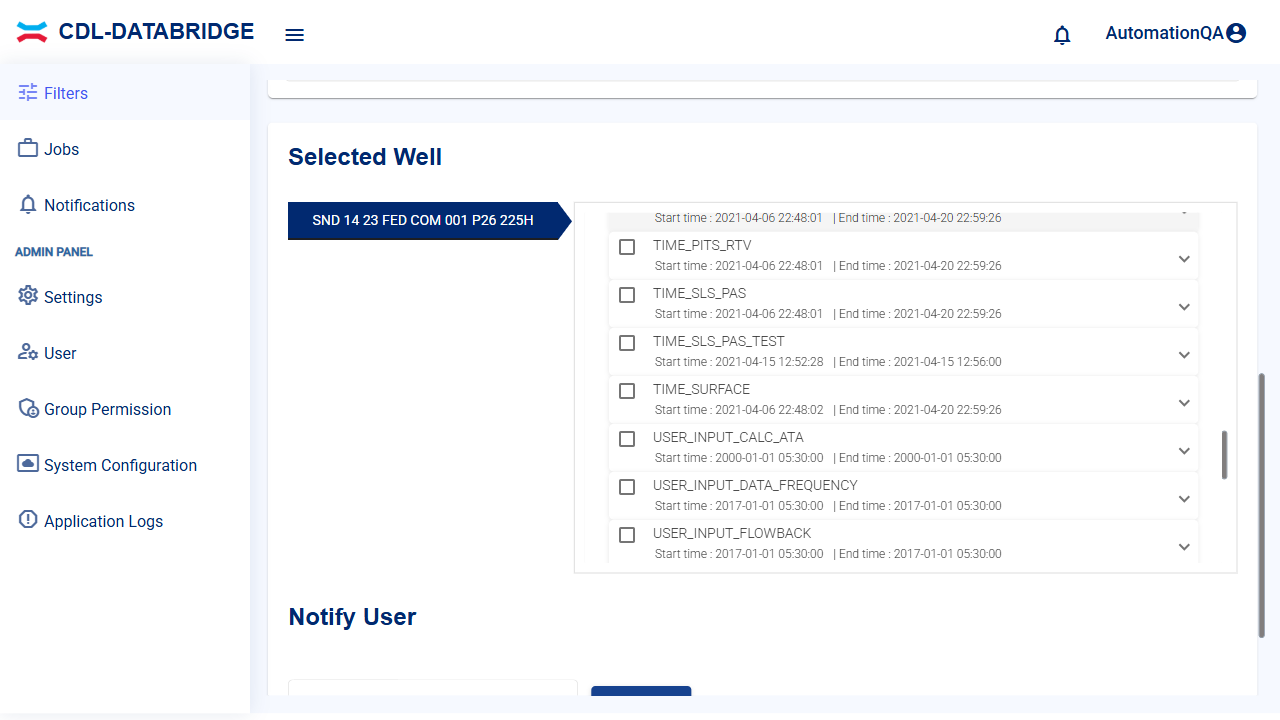 CDL-DATABRIDGE
AutomationQA
Filters
Jobs
Notifications
ADMIN PANEL
Settings
User
Group Permission
System Configuration
Application Logs
Selected Well
SND 14 23 FED COM 001 P26 225H
Start time : 2021-04-06 22:48:01 | End time : 2021-04-20 22:59:26
TIME_PITS_RTV
Start time : 2021-04-06 22:48:01 | End time : 2021-04-20 22:59:26
TIME_SLS_PAS
Start time : 2021-04-06 22:48:01 | End time : 2021-04-20 22:59:26
TIME_SLS_PAS_TEST
Start time : 2021-04-15 12:52:28 | End time : 2021-04-15 12:56:00
TIME_SURFACE
Start time : 2021-04-06 22:48:02 | End time : 2021-04-20 22:59:26
USER_INPUT_CALC_ATA
Start time : 2000-01-01 05:30:00 | End time : 2000-01-01 05:30:00
USER_INPUT_DATA_FREQUENCY
Start time : 2017-01-01 05:30:00 | End time : 2017-01-01 05:30:00
USER_INPUT_FLOWBACK
Start time : 2017-01-01 05:30:00 | End time : 2017-01-01 05:30:00
Notify User